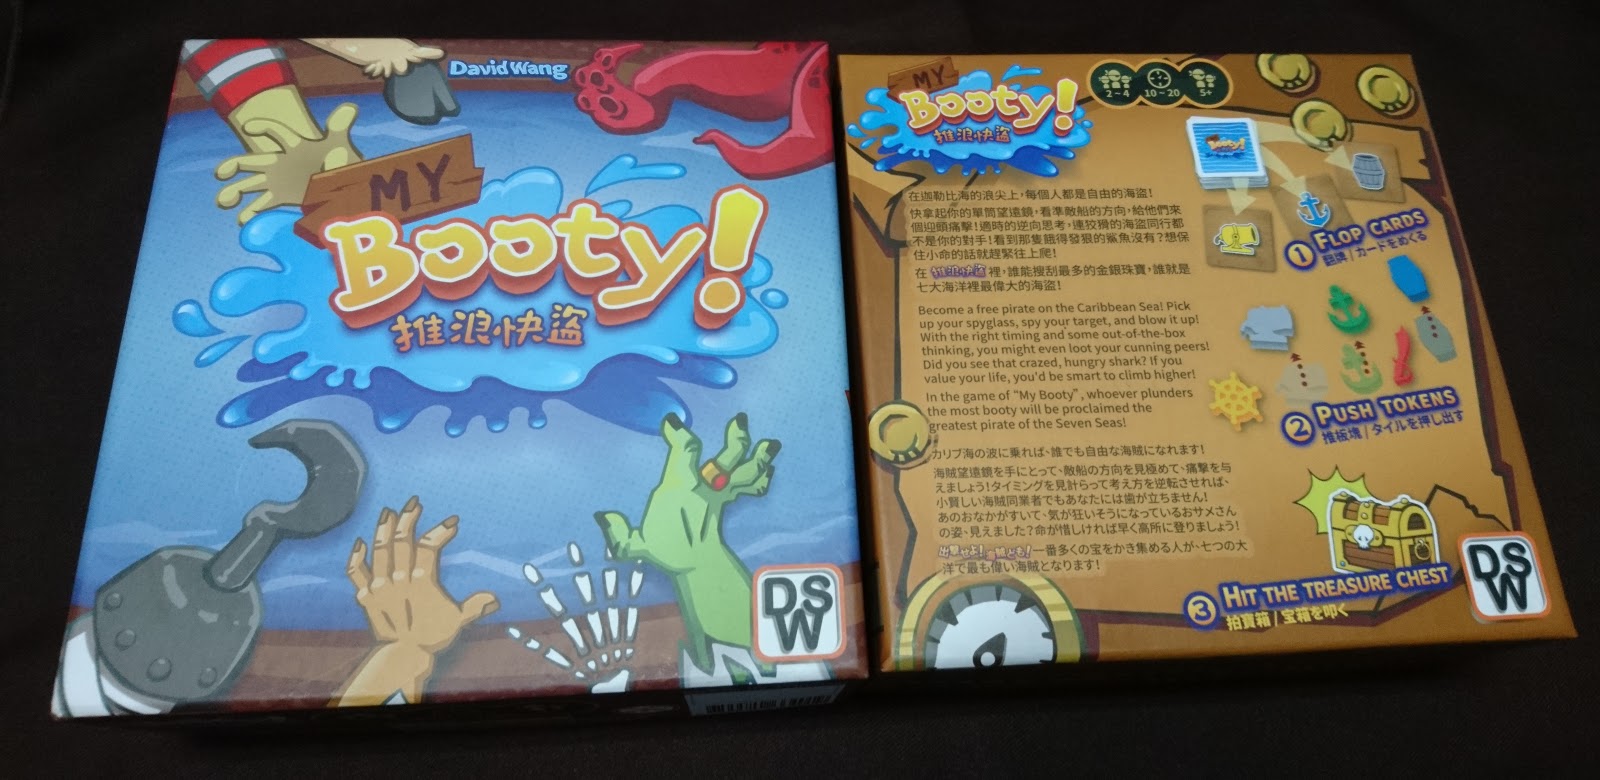 David Wang
MY
Booty!
推浪快盜
DSW
MY
Booty!
推浪快盜
2~4
10~20
5+
Booty!
在迦勒比海的浪尖上，每個人都是自由的海盜！
快拿起你的單筒望遠鏡，看準敵船的方向，給他們來
個迎頭痛擊！適時的逆向思考，連狡猾的海盜同行都
不是你的對手！看到那隻餓得發狠的鯊魚沒有？想保
住小命的話就趕緊往上爬！
在 推浪快盜 裡，誰能搜刮最多的金銀珠寶，誰就是
七大海洋裡最偉大的海盜！
Become a free pirate on the Caribbean Sea! Pick
up your spyglass, spy your target, and blow it up!
With the right timing and some out-of-the-box
thinking, you might even loot your cunning peers!
Did you see that crazed, hungry shark? If you
value your life, you'd be smart to climb higher!
In the game of "My Booty", whoever plunders
the most booty will be proclaimed the
greatest pirate of the Seven Seas!
カリブ海の波に乗れば、誰でも自由な海賊になれます！
海賊望遠鏡を手にとって、敵船の方向を見極めて、痛撃を与
えましょう！タイミングを見計らって考え方を逆転させれば、
小賢しい海賊同業者でもあなたには歯が立ちません！
あのおなかがすいて、気が狂いそうになっているおサメさん
の姿、見えました？命が惜しければ早く高所に登りましょう！
出撃せよ！海賊ども！一番多くの宝をかき集める人が、七つの大
洋で最も偉い海賊となります！
1 FLOP CARDS
翻牌 / カードをめくる
2 PUSH TOKENS
推板塊 / タイルを押し出す
3 HIT THE TREASURE CHEST
拍寶箱 / 宝箱を叩く
DSW